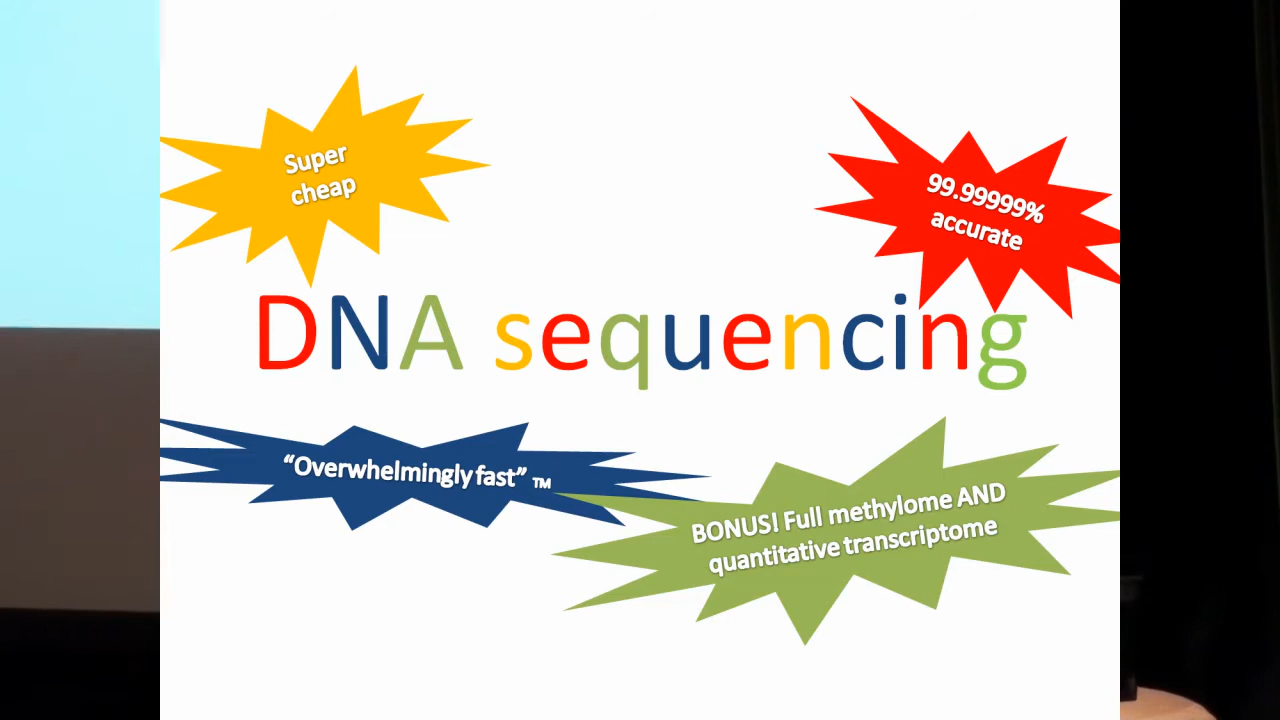 Super
cheap
99.99999%
accurate
DNA sequencing
“Overwhelmingly fast” ™
BONUS! Full methylome AND
quantitative transcriptome